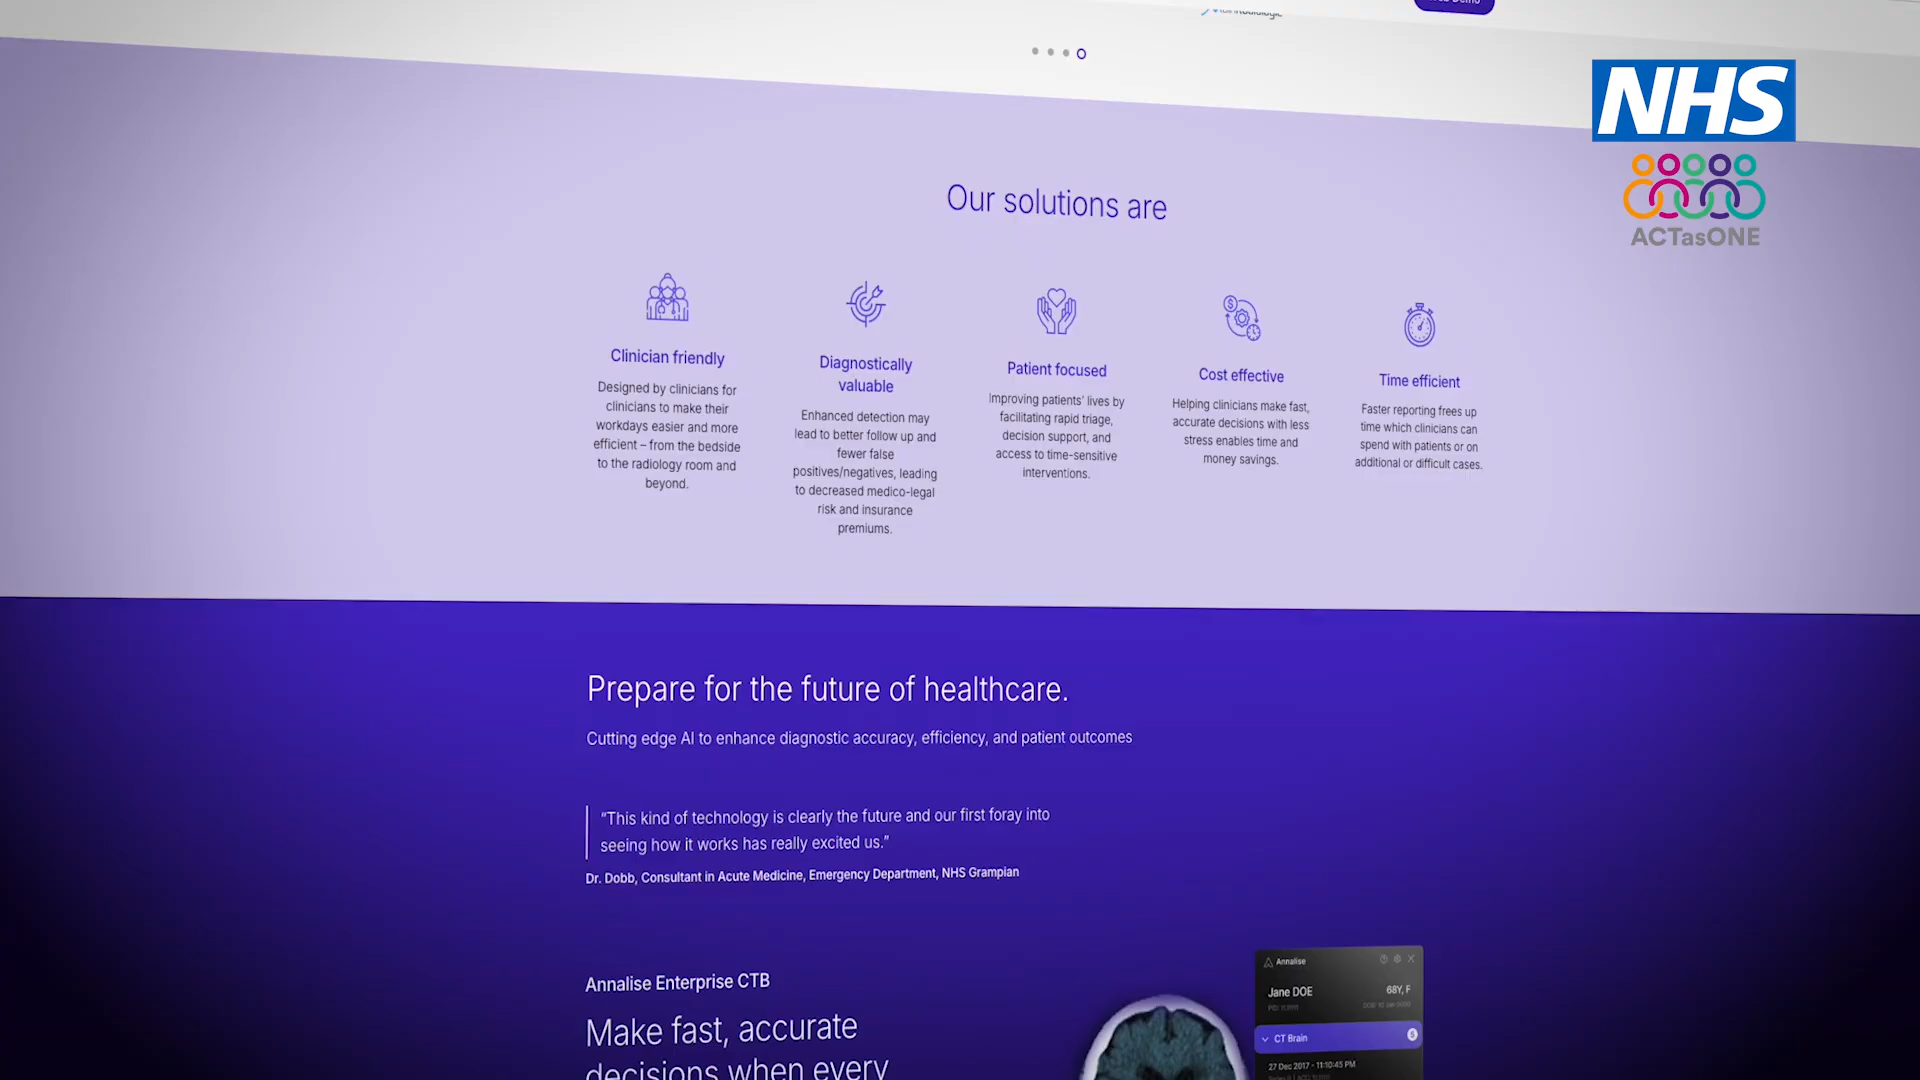 NHS
ACTasONE
Our solutions are
Clinician friendly
Designed by clinicians for
clinicians to make their
workdays easier and more
efficient – from the bedside
to the radiology room and
beyond.
Diagnostically
valuable
Enhanced detection may
lead to better follow up and
fewer false
positives/negatives, leading
to decreased medico-legal
risk and insurance
premiums.
Patient focused
Improving patients' lives by
facilitating rapid triage,
decision support, and
access to time-sensitive
interventions.
Cost effective
Helping clinicians make fast,
accurate decisions with less
stress enables time and
money savings.
Time efficient
Faster reporting frees up
time which clinicians can
spend with patients or on
additional or difficult cases.
Prepare for the future of healthcare.
Cutting edge AI to enhance diagnostic accuracy, efficiency, and patient outcomes
“This kind of technology is clearly the future and our first foray into
seeing how it works has really excited us.”
Dr. Dobb, Consultant in Acute Medicine, Emergency Department, NHS Grampian
Annalise Enterprise CTB
Make fast, accurate
decisions when every
Annalise
Jane DOE
68Y, F
CT Brain
27 Dec 2017 - 11:10:45 PM